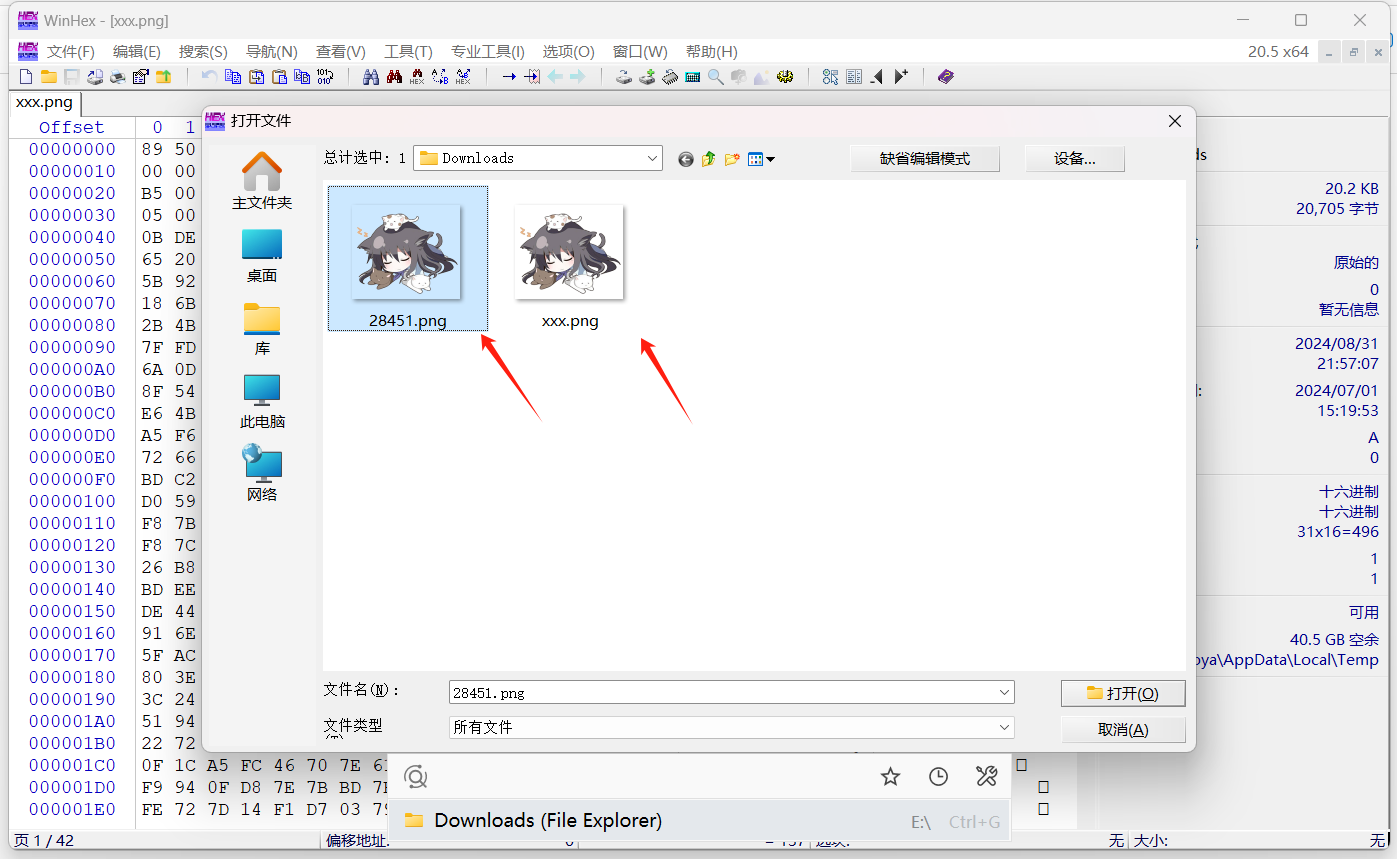 WinHex - [xxx.png]
文件(F) 编辑(E) 搜索(S) 导航(N) 查看(V) 工具(T) 专业工具(I) 选项(O) 窗口(W) 帮助(H) 20.5 x64
xxx.png
Offset 0 1
00000000 89 50
00000010 00 00
00000020 B5 00
00000030 05 00
00000040 0B DE
00000050 65 20
00000060 5B 92
00000070 18 6B
00000080 2B 4B
00000090 7F FD
000000A0 6A 0D
000000B0 8F 54
000000C0 E6 4B
000000D0 A5 F6
000000E0 72 66
000000F0 BD C2
00000100 D0 59
00000110 F8 7B
00000120 F8 7C
00000130 26 B8
00000140 BD EE
00000150 DE 44
00000160 91 6E
00000170 5F AC
00000180 80 3E
00000190 3C 24
000001A0 51 94
000001B0 22 72
000001C0 0F 1C A5 FC 46 70 7E
000001D0 F9 94 0F D8 7E 7B BD
000001E0 FE 72 7D 14 F1 D7 03
页 1 / 42
偏移地址:
无
大小:
无
打开文件
总计选中: 1
Downloads
缺省编辑模式
设备...
主文件夹
桌面
库
此电脑
网络
28451.png
xxx.png
文件名(N):
28451.png
打开(O)
文件类型
所有文件
取消(A)
Downloads (File Explorer)
E:\
Ctrl+G
20.2 KB
20,705 字节
原始的
0
暂无信息
2024/08/31
21:57:07
2024/07/01
15:19:53
A
0
十六进制
十六进制
31x16=496
1
1
可用
40.5 GB 空余
oya\AppData\Local\Temp